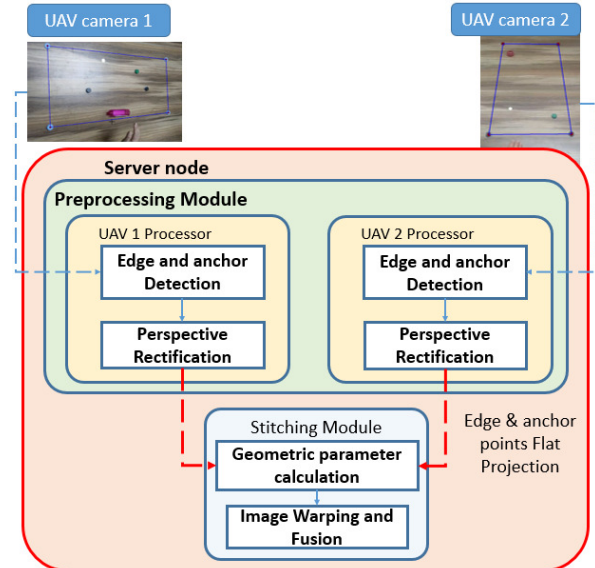 UAV camera 1
UAV camera 2
Server node
Preprocessing Module
UAV 1 Processor
Edge and anchor
Detection
Perspective
Rectification
UAV 2 Processor
Edge and anchor
Detection
Perspective
Rectification
Stitching Module
Geometric parameter
calculation
Image Warping and
Fusion
Edge & anchor
points Flat
Projection